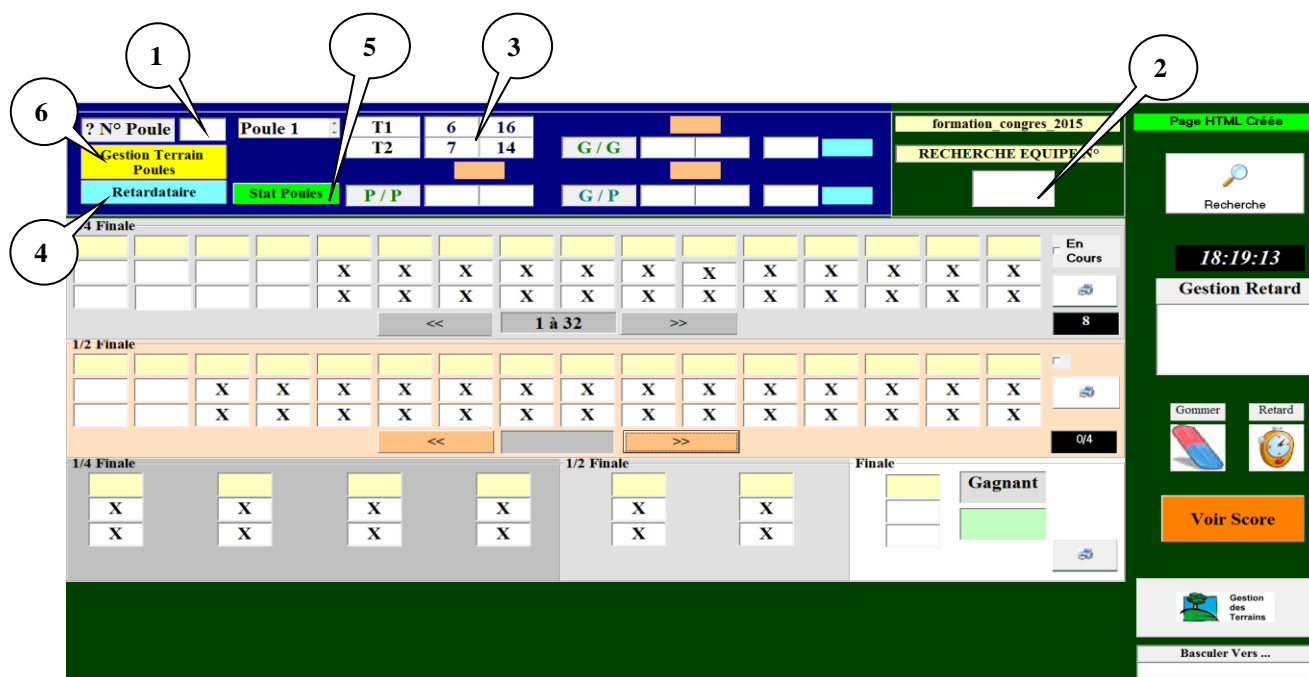 1
5
3
2
6
4
? N° Poule
Poule 1
T1 6 16
T2 7 14
Gestion Terrain
Poules
Retardataire
Stat Poules
P / P
G / G
G / P
formation_congres_2015
RECHERCHE EQUIPE N°
Page HTML Créée
Recherche
18:19:13
Gestion Retard
Gommer
Retard
Voir Score
Gestion
des
Terrains
Basculer Vers ...
/4 Finale
X X X X X X X X X X X X
X X X X X X X X X X X X
En
Cours
<< 1 à 32 >>
8
1/2 Finale
X X X X X X X X X X X X X X
X X X X X X X X X X X X X X
<< >>
0/4
1/4 Finale
X X X X
X X X X
1/2 Finale
X X
X X
Finale
Gagnant